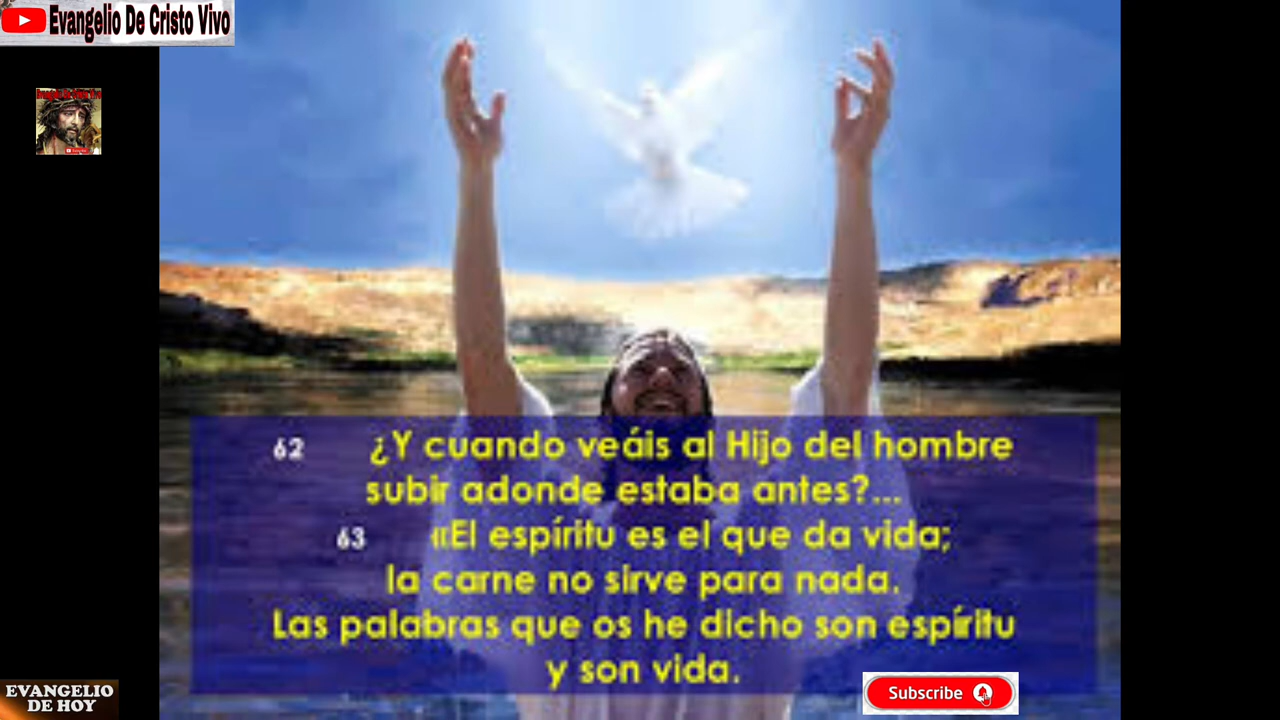 Evangelio De Cristo Vivo
62 ¿Y cuando veáis al Hijo del hombre
subir adonde estaba antes?...
63 «El espíritu es el que da vida;
la carne no sirve para nada.
Las palabras que os he dicho son espíritu
y son vida.
EVANGELIO
DE HOY
Subscribe